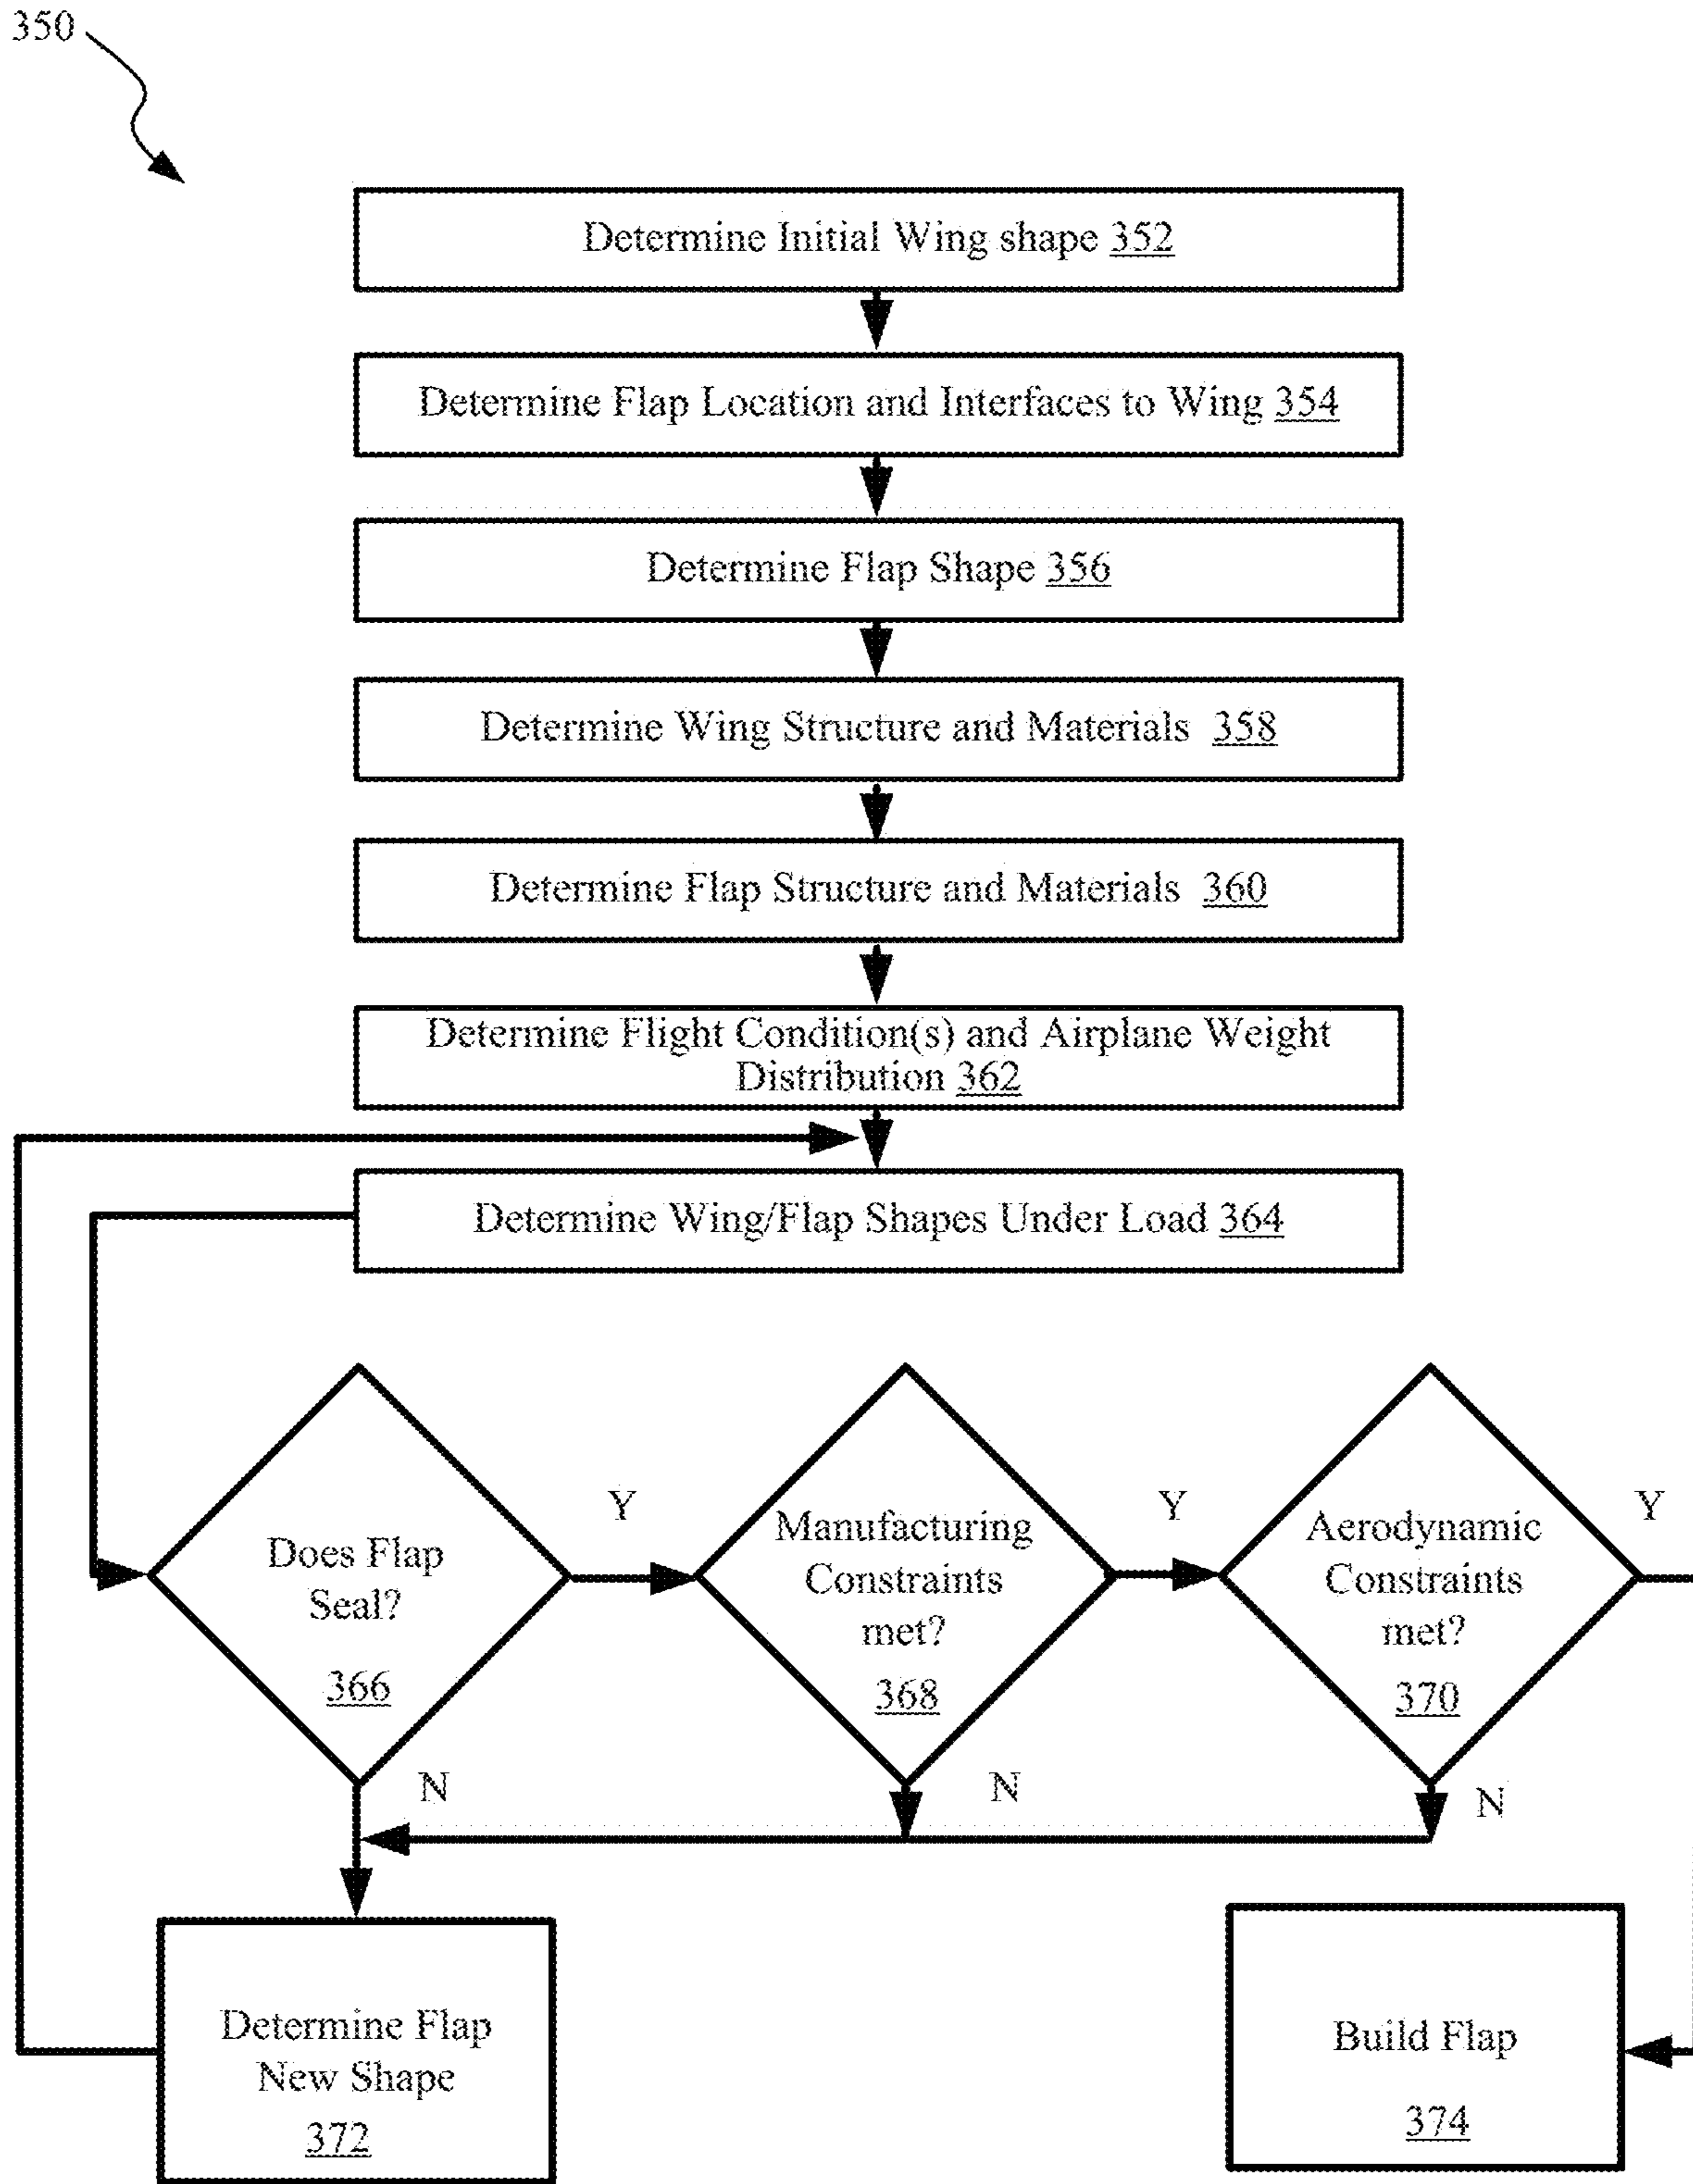 350
Determine Initial Wing shape 352
Determine Flap Location and Interfaces to Wing 354
Determine Flap Shape 356
Determine Wing Structure and Materials 358
Determine Flap Structure and Materials 360
Determine Flight Condition(s) and Airplane Weight
Distribution 362
Determine Wing/Flap Shapes Under Load 364
Does Flap
Seal?
366
Y
Manufacturing
Constraints
met?
368
Y
Aerodynamic
Constraints
met?
370
Y
N
N
N
Determine Flap
New Shape
372
Build Flap
374